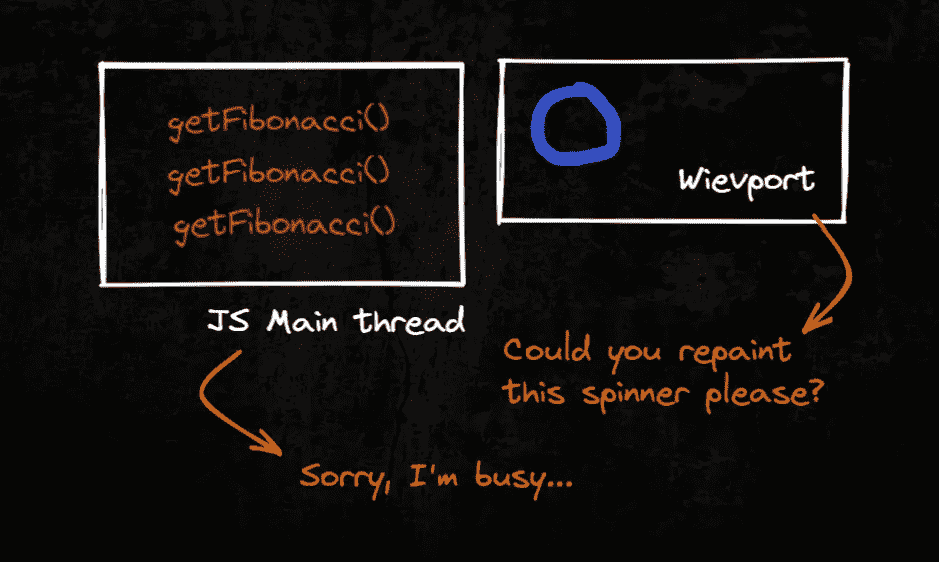 getFibonacci()
getFibonacci()
getFibonacci()
JS Main thread
Sorry, I'm busy...
Wievport
Could you repaint
this spinner please?